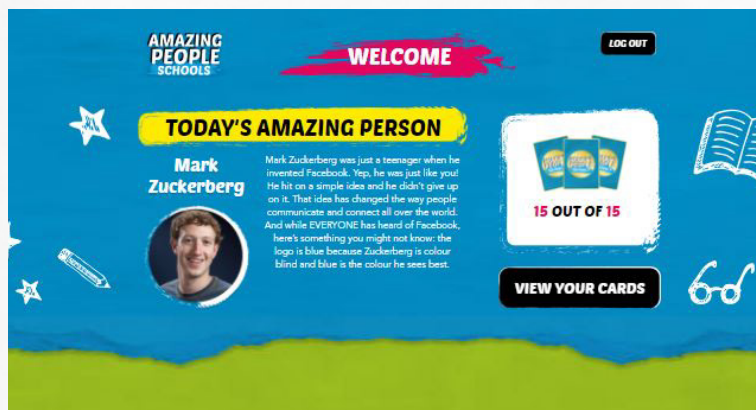 AMAZING
PEOPLE
SCHOOLS
WELCOME
LOG OUT
TODAY'S AMAZING PERSON
Mark
Zuckerberg
Mark Zuckerberg was just a teenager when he
invented Facebook. Yep, he was just like you!
He hit on a simple idea and he didn't give up
on it. That idea has changed the way people
communicate and connect all over the world.
And while EVERYONE has heard of Facebook,
here's something you might not know: the
logo is blue because Zuckerberg is colour
blind and blue is the colour he sees best.
15 OUT OF 15
VIEW YOUR CARDS